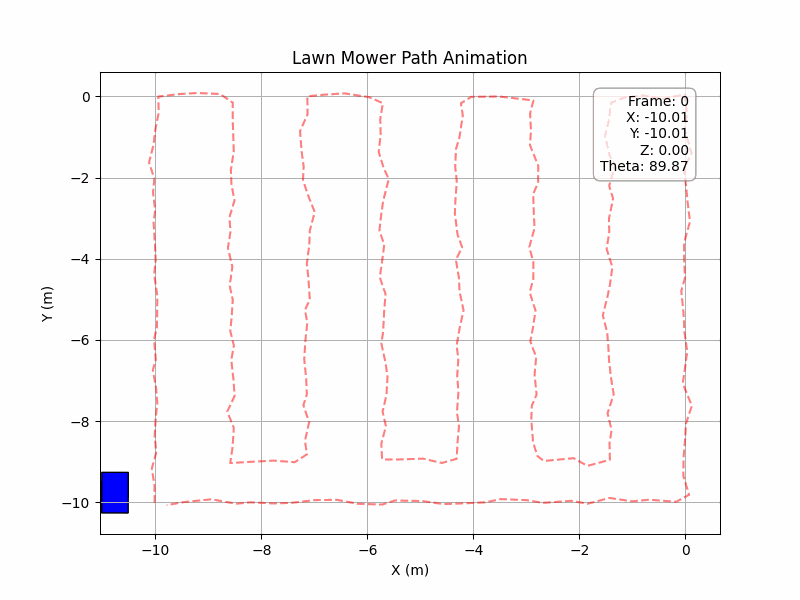 Lawn Mower Path Animation
Frame: 0
X: -10.01
Y: -10.01
Z: 0.00
Theta: 89.87
0
−2
−4
−6
−8
−10
Y (m)
−10
−8
−6
−4
−2
0
X (m)